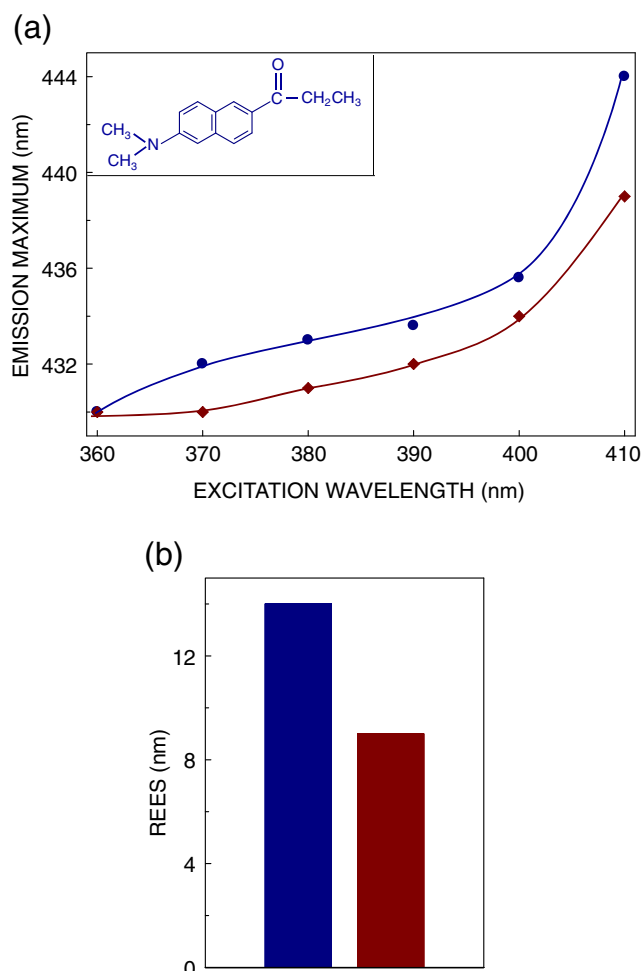 (a)
EMISSION MAXIMUM (nm)
444
440
436
432
O
C
CH₂CH₃
CH₃
N
CH₃
360
370
380
390
400
410
EXCITATION WAVELENGTH (nm)
(b)
REES (nm)
12
8
4
0